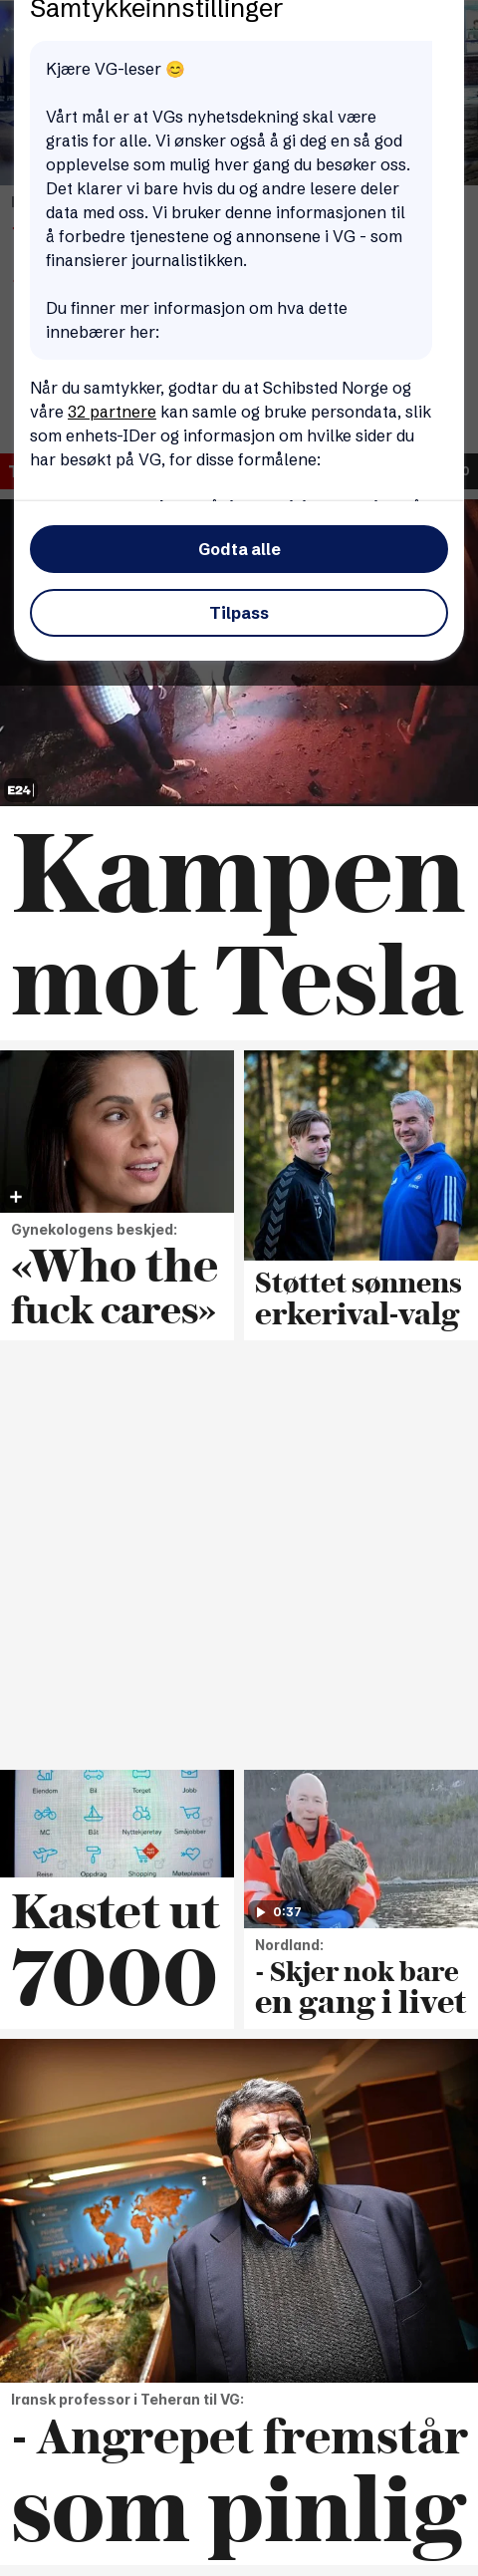 Samtykkeinnstillinger
Kjære VG-leser 😊
Vårt mål er at VGs nyhetsdekning skal være
gratis for alle. Vi ønsker også å gi deg en så god
opplevelse som mulig hver gang du besøker oss.
Det klarer vi bare hvis du og andre lesere deler
data med oss. Vi bruker denne informasjonen til
å forbedre tjenestene og annonsene i VG - som
finansierer journalistikken.
Du finner mer informasjon om hva dette
innebærer her:
Når du samtykker, godtar du at Schibsted Norge og
våre 32 partnere kan samle og bruke persondata, slik
som enhets-IDer og informasjon om hvilke sider du
har besøkt på VG, for disse formålene:
Godta alle
Tilpass
E24
Kampen
mot Tesla
Gynekologens beskjed:
«Who the
fuck cares»
Støttet sønnens
erkerival-valg
Eiendom Bil Torget Jobb
MC Båt Nyttekjøretøy Småjobber
Reise Oppdrag Shopping Møteplassen
Kastet ut
7000
0:37
Nordland:
- Skjer nok bare
en gang i livet
Iransk professor i Teheran til VG:
- Angrepet fremstår
som pinlig